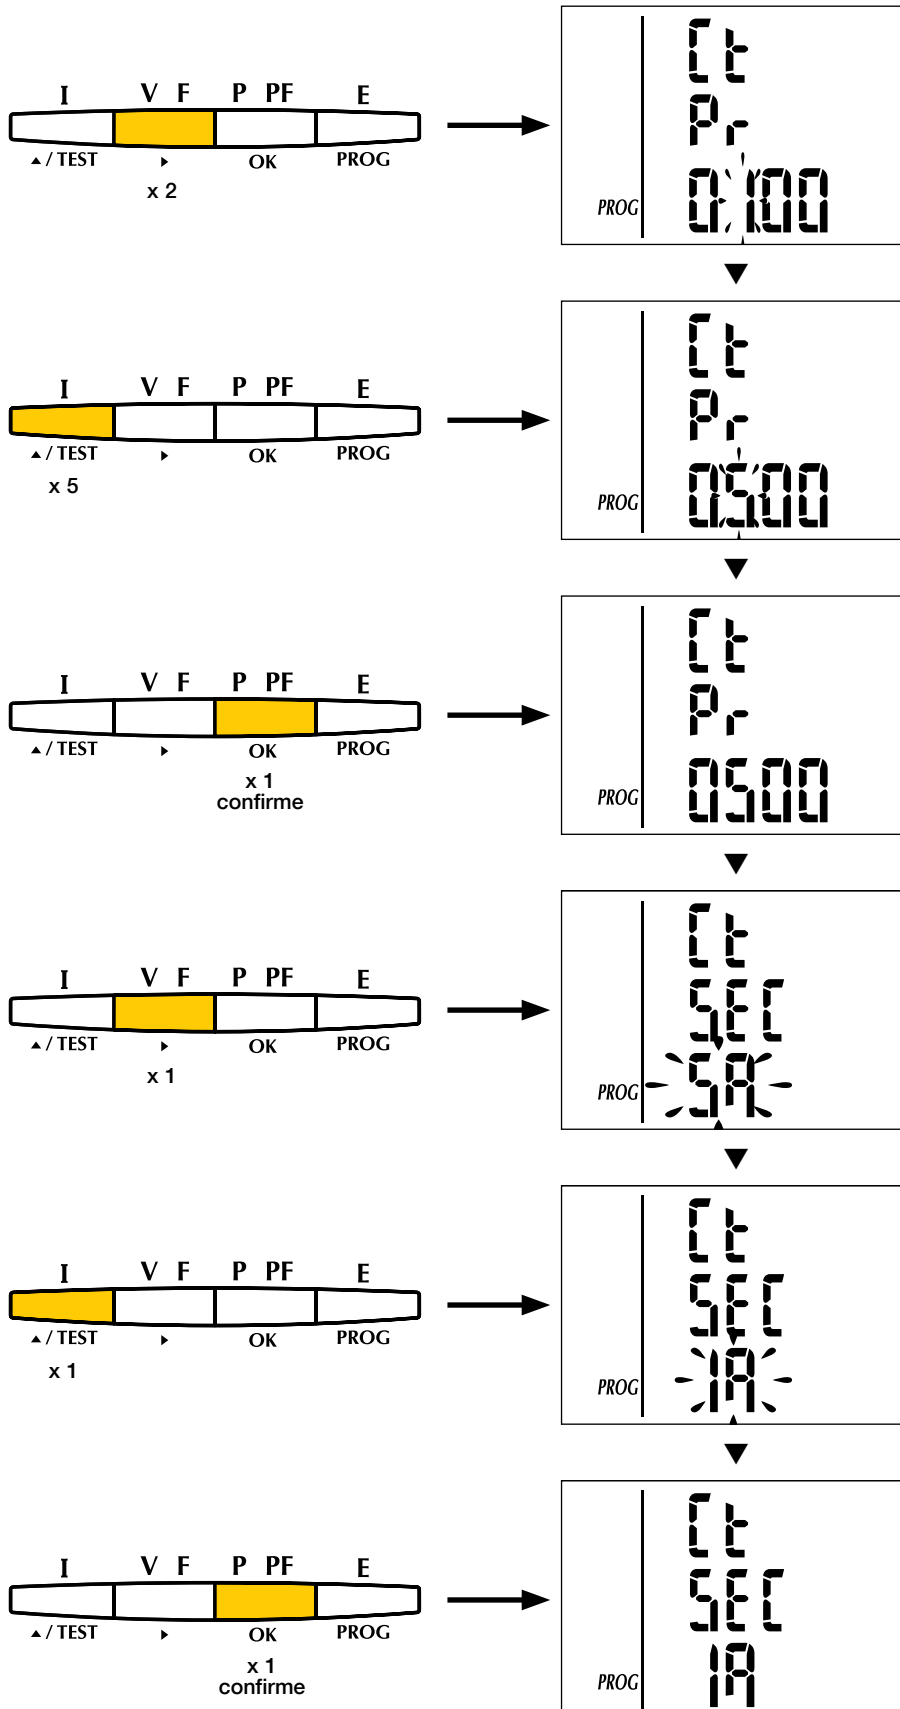 I V F P PF E
▲ / TEST ▶ OK PROG
x 2
Ct
Pr
PROG 0100
▼
I V F P PF E
▲ / TEST ▶ OK PROG
x 5
Ct
Pr
PROG 0500
▼
I V F P PF E
▲ / TEST ▶ OK PROG
x 1
confirme
Ct
Pr
PROG 0500
▼
I V F P PF E
▲ / TEST ▶ OK PROG
x 1
Ct
SEC
PROG 5A
▼
I V F P PF E
▲ / TEST ▶ OK PROG
x 1
Ct
SEC
PROG 1A
▼
I V F P PF E
▲ / TEST ▶ OK PROG
x 1
confirme
Ct
SEC
PROG 1A